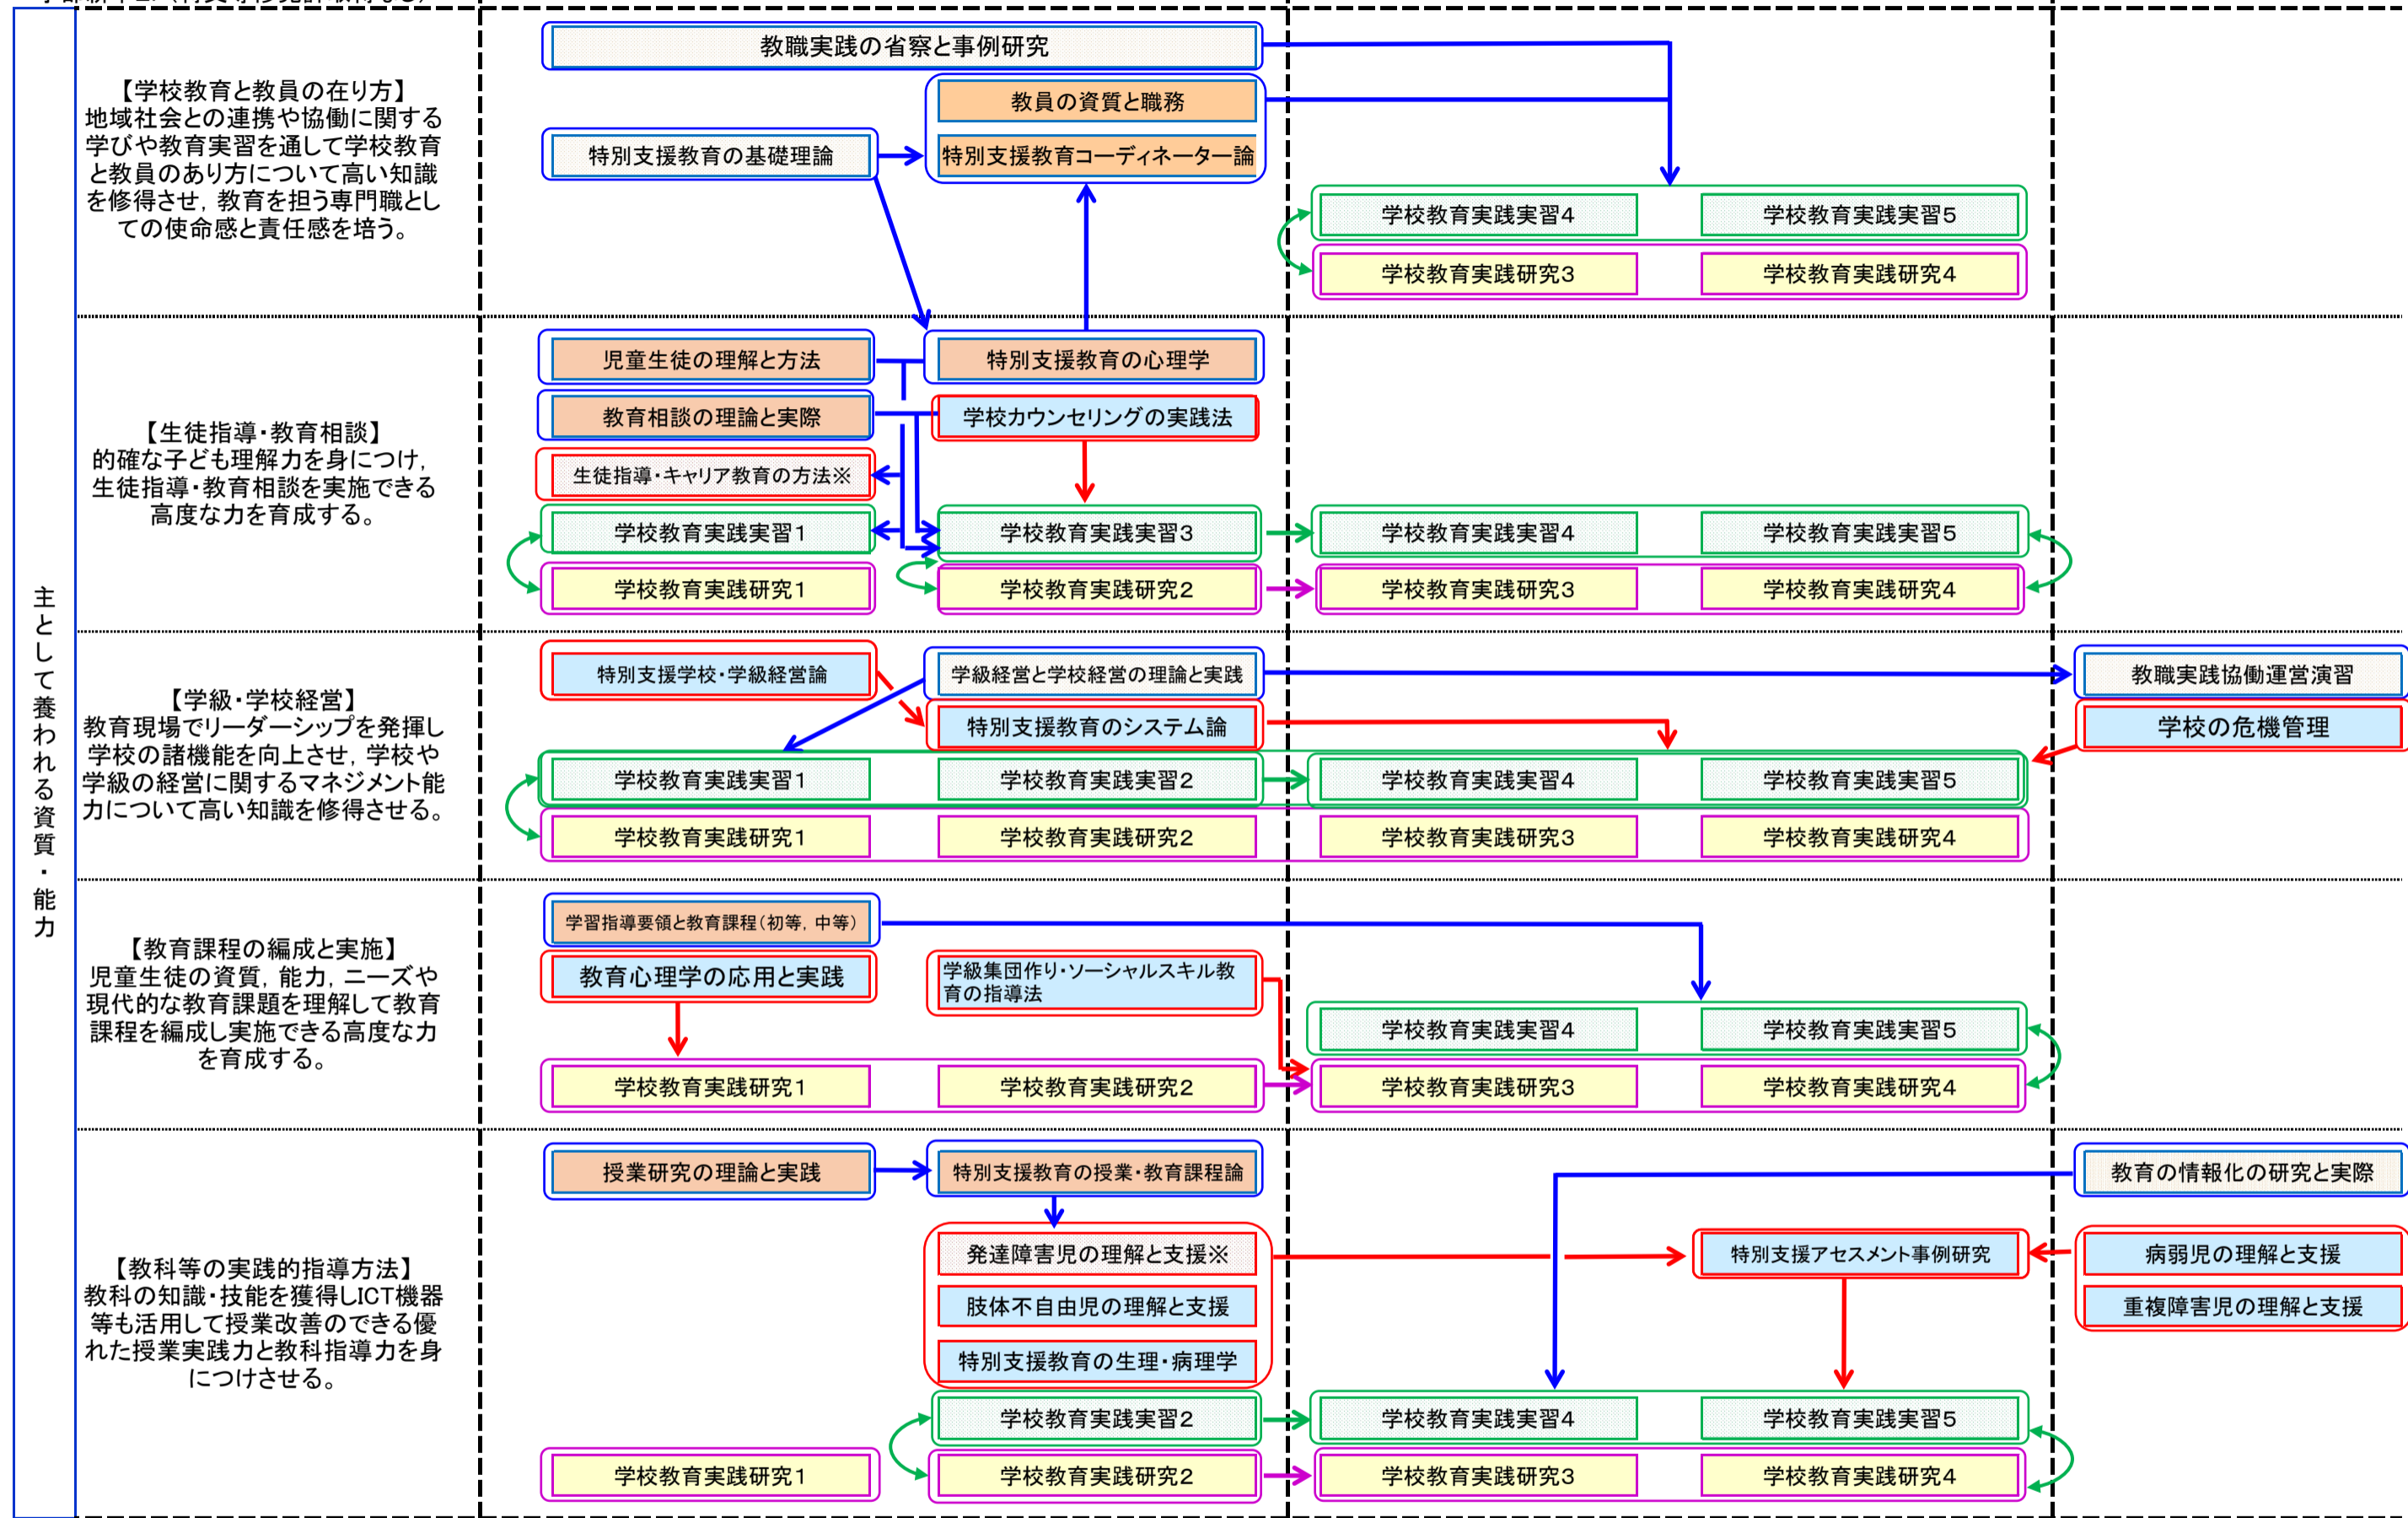 主として養われる資質・能力
【学校教育と教員の在り方】
地域社会との連携や協働に関する
学びや教育実習を通して学校教育
と教員のあり方について高い知識
を修得させ，教育を担う専門職とし
ての使命感と責任感を培う。
教職実践の省察と事例研究
教員の資質と職務
特別支援教育の基礎理論
特別支援教育コーディネーター論
学校教育実践実習4
学校教育実践実習5
学校教育実践研究3
学校教育実践研究4
【生徒指導・教育相談】
的確な子ども理解力を身につけ，
生徒指導・教育相談を実施できる
高度な力を育成する。
児童生徒の理解と方法
特別支援教育の心理学
教育相談の理論と実際
学校カウンセリングの実践法
生徒指導・キャリア教育の方法※
学校教育実践実習1
学校教育実践実習3
学校教育実践実習4
学校教育実践実習5
学校教育実践研究1
学校教育実践研究2
学校教育実践研究3
学校教育実践研究4
【学級・学校経営】
教育現場でリーダーシップを発揮し
学校の諸機能を向上させ，学校や
学級の経営に関するマネジメント能
力について高い知識を修得させる。
特別支援学校・学級経営論
学級経営と学校経営の理論と実践
教職実践協働運営演習
特別支援教育のシステム論
学校の危機管理
学校教育実践実習1
学校教育実践実習2
学校教育実践実習4
学校教育実践実習5
学校教育実践研究1
学校教育実践研究2
学校教育実践研究3
学校教育実践研究4
【教育課程の編成と実施】
児童生徒の資質，能力，ニーズや
現代的な教育課題を理解して教育
課程を編成し実施できる高度な力
を育成する。
学習指導要領と教育課程（初等，中等）
教育心理学の応用と実践
学級集団作り・ソーシャルスキル教
育の指導法
学校教育実践実習4
学校教育実践実習5
学校教育実践研究1
学校教育実践研究2
学校教育実践研究3
学校教育実践研究4
【教科等の実践的指導方法】
教科の知識・技能を獲得しICT機器
等も活用して授業改善のできる優
れた授業実践力と教科指導力を身
につけさせる。
授業研究の理論と実践
特別支援教育の授業・教育課程論
教育の情報化の研究と実際
発達障害児の理解と支援※
特別支援アセスメント事例研究
病弱児の理解と支援
肢体不自由児の理解と支援
重複障害児の理解と支援
特別支援教育の生理・病理学
学校教育実践実習2
学校教育実践実習4
学校教育実践実習5
学校教育実践研究1
学校教育実践研究2
学校教育実践研究3
学校教育実践研究4